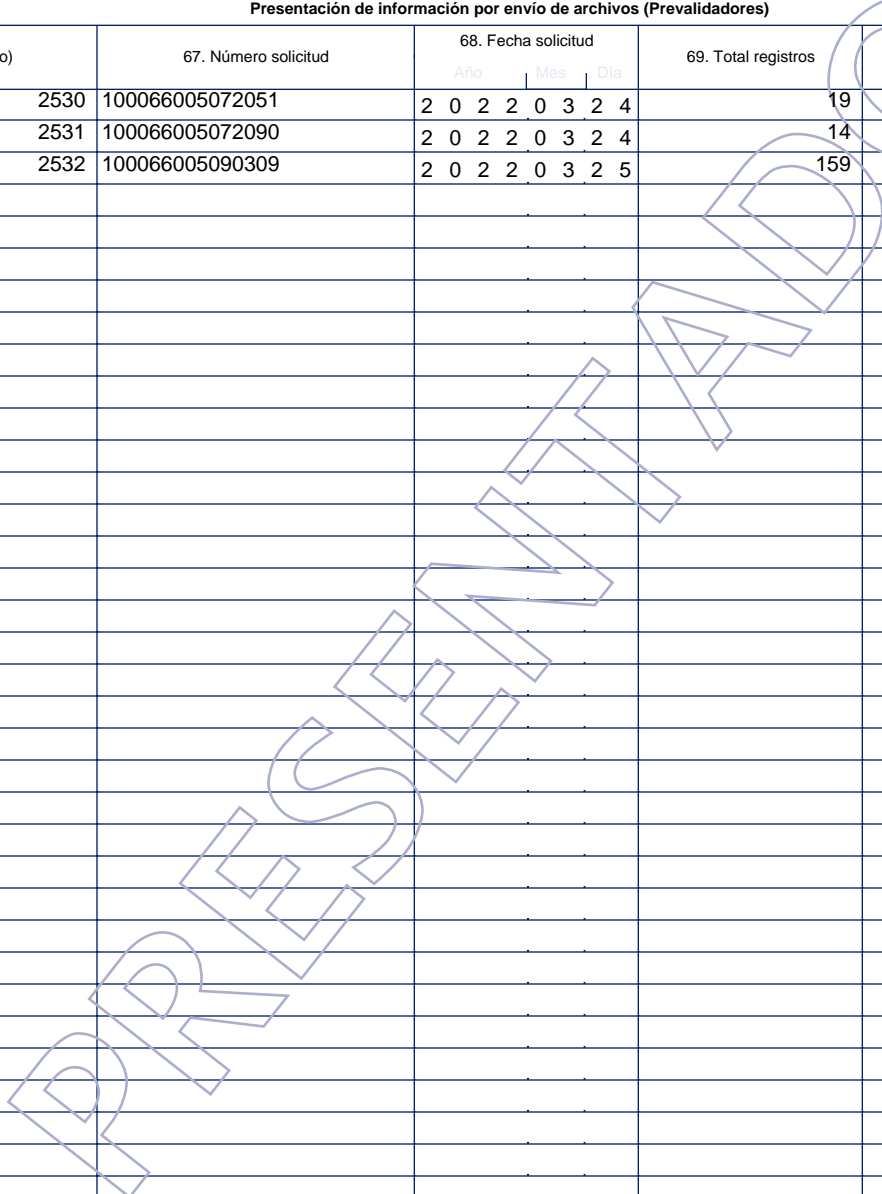 Presentación de información por envío de archivos (Prevalidadores)
o) 67. Número solicitud 68. Fecha solicitud 69. Total registros
Año Mes Día
2530 100066005072051 2 0 2 2 0 3 2 4 19
2531 100066005072090 2 0 2 2 0 3 2 4 14
2532 100066005090309 2 0 2 2 0 3 2 5 159
PRESENTADO